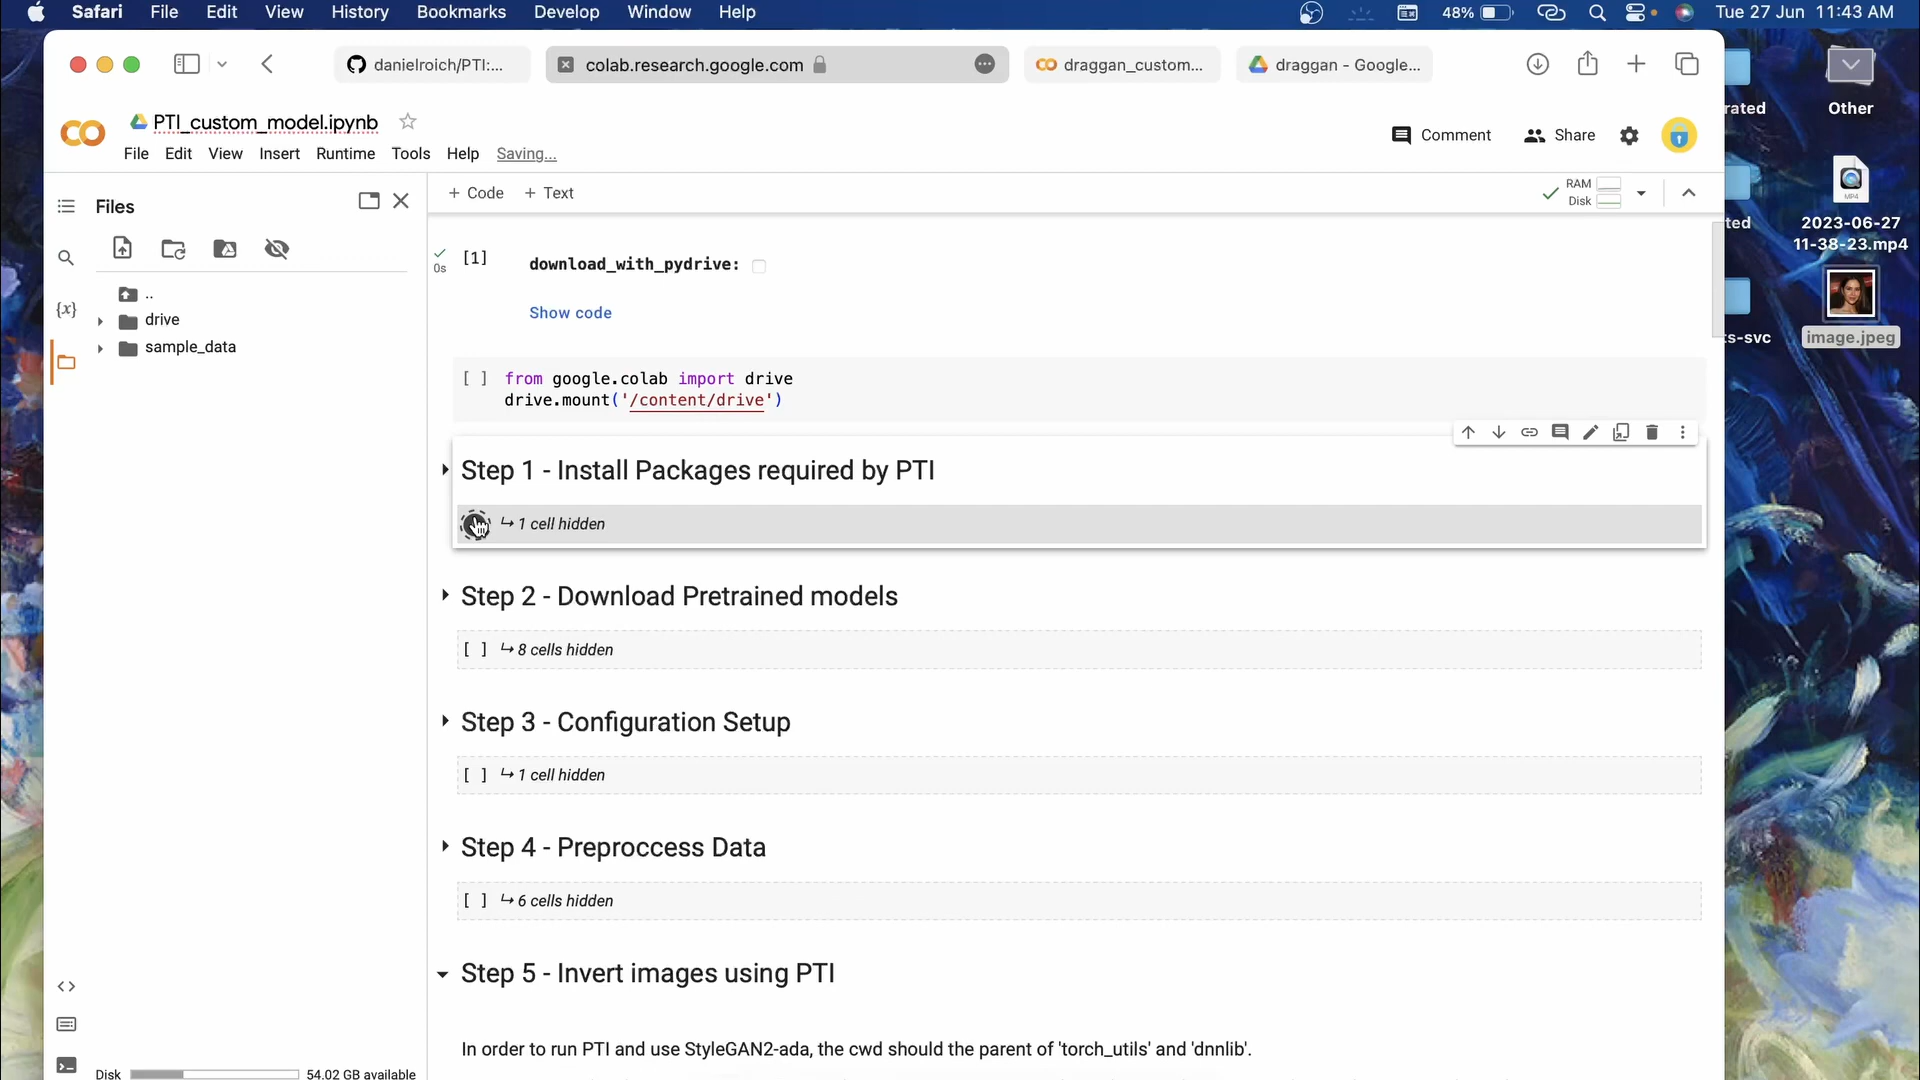 Safari File Edit View History Bookmarks Develop Window Help
48% Tue 27 Jun 11:43 AM
danielroich/PTI:...
colab.research.google.com
draggan_custom...
draggan - Google...
PTI_custom_model.ipynb
File Edit View Insert Runtime Tools Help Saving...
Comment Share
Files
..
drive
sample_data
Disk 54.02 GB available
+ Code + Text
RAM
Disk
0s
[1] download_with_pydrive:
Show code
[ ] from google.colab import drive
drive.mount('/content/drive')
Step 1 - Install Packages required by PTI
1 cell hidden
Step 2 - Download Pretrained models
[ ] 8 cells hidden
Step 3 - Configuration Setup
[ ] 1 cell hidden
Step 4 - Preproccess Data
[ ] 6 cells hidden
Step 5 - Invert images using PTI
In order to run PTI and use StyleGAN2-ada, the cwd should the parent of 'torch_utils' and 'dnnlib'.
rated
Other
ted
MP4
2023-06-27
11-38-23.mp4
ts-svc
image.jpeg